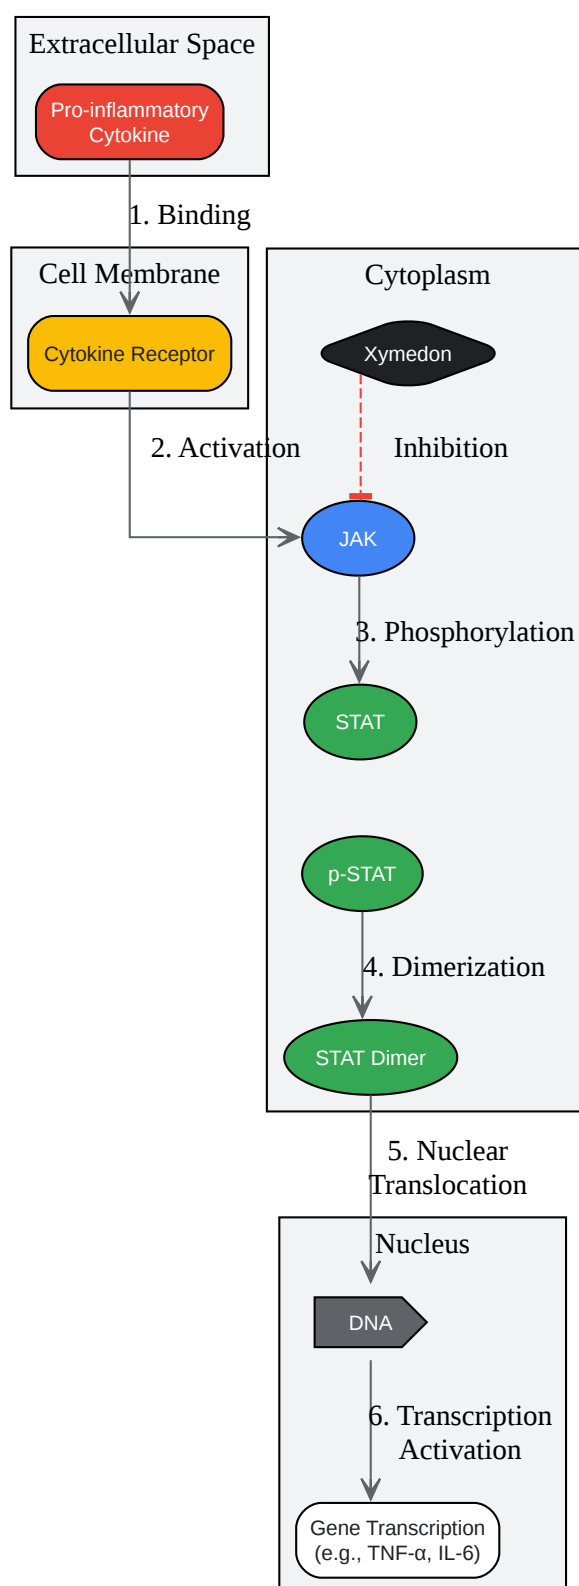 Extracellular Space
Pro-inflammatory
Cytokine
1. Binding
Cell Membrane
Cytokine Receptor
Cytoplasm
Xymedon
2. Activation
Inhibition
JAK
3. Phosphorylation
STAT
p-STAT
4. Dimerization
STAT Dimer
5. Nuclear
Translocation
Nucleus
DNA
6. Transcription
Activation
Gene Transcription
(e.g., TNF-α, IL-6)